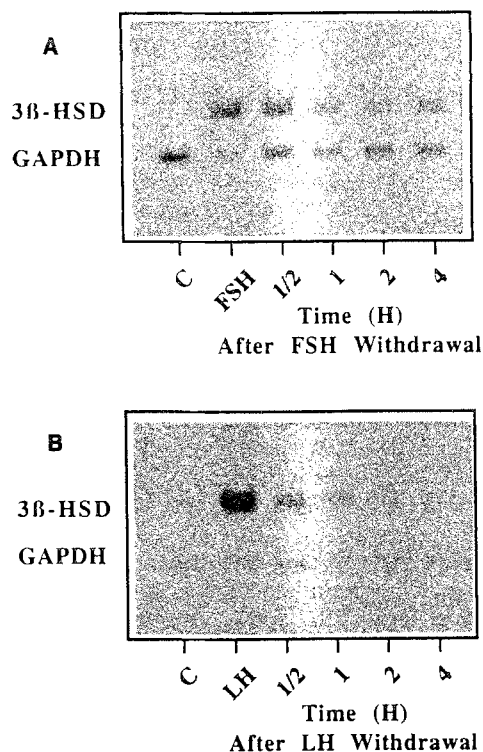 A
3ß-HSD
GAPDH
C FSH 1/2 1 2 4
Time (H)
After FSH Withdrawal
B
3ß-HSD
GAPDH
C LH 1/2 1 2 4
Time (H)
After LH Withdrawal